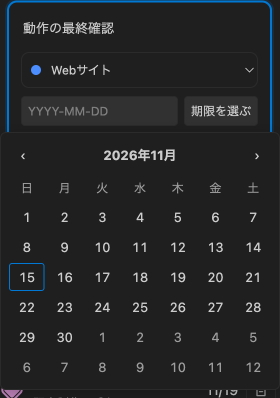 動作の最終確認
Webサイト
YYYY-MM-DD 期限を選ぶ
‹ 2026年11月 ›
日 月 火 水 木 金 土
1 2 3 4 5 6 7
8 9 10 11 12 13 14
15 16 17 18 19 20 21
22 23 24 25 26 27 28
29 30 1 2 3 4 5
6 7 8 9 10 11 12
11/19